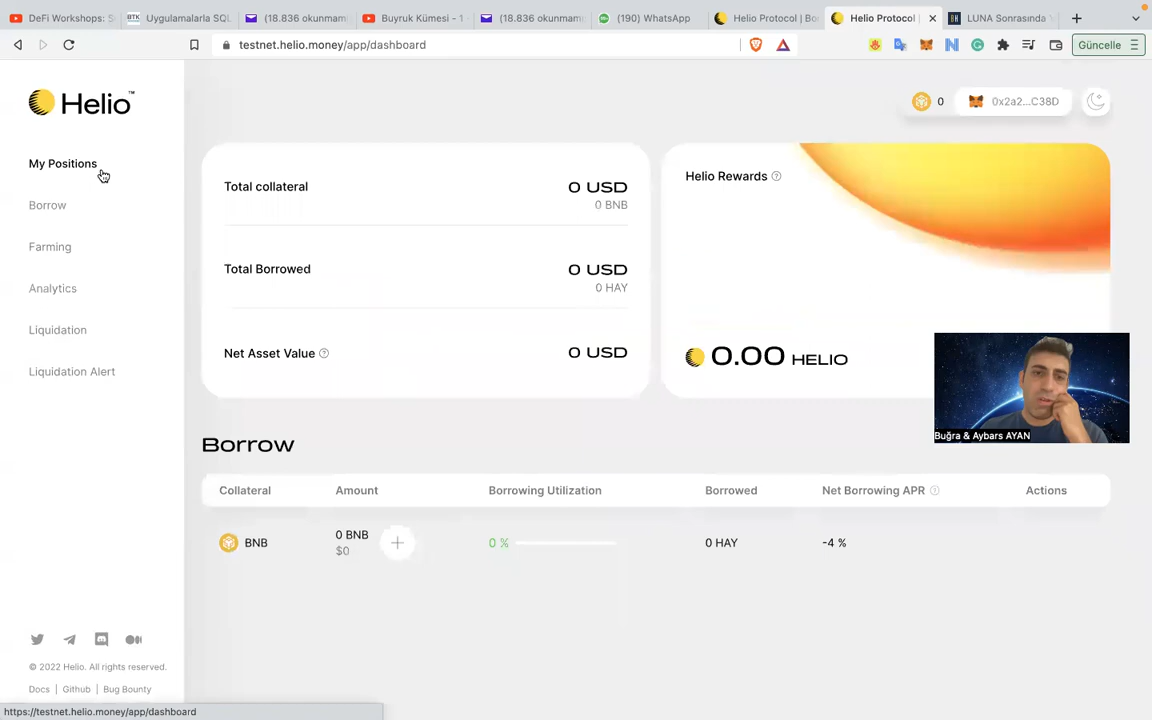 DeFi Workshops: S
Uygulamalarla SQL
(18.836 okunmam
Buyruk Kümesi - 1
(18.836 okunmam
(190) WhatsApp
Helio Protocol | Bo
Helio Protocol |
LUNA Sonrasında
testnet.helio.money/app/dashboard
Güncelle
Helio™
0
0x2a2...C38D
My Positions
Borrow
Farming
Analytics
Liquidation
Liquidation Alert
Total collateral
0 USD
0 BNB
Total Borrowed
0 USD
0 HAY
Net Asset Value
0 USD
Helio Rewards
0.00 HELIO
Buğra & Aybars AYAN
Borrow
Collateral Amount Borrowing Utilization Borrowed Net Borrowing APR Actions
BNB
0 BNB
$0
0 %
0 HAY
-4 %
© 2022 Helio. All rights reserved.
Docs | Github | Bug Bounty
https://testnet.helio.money/app/dashboard